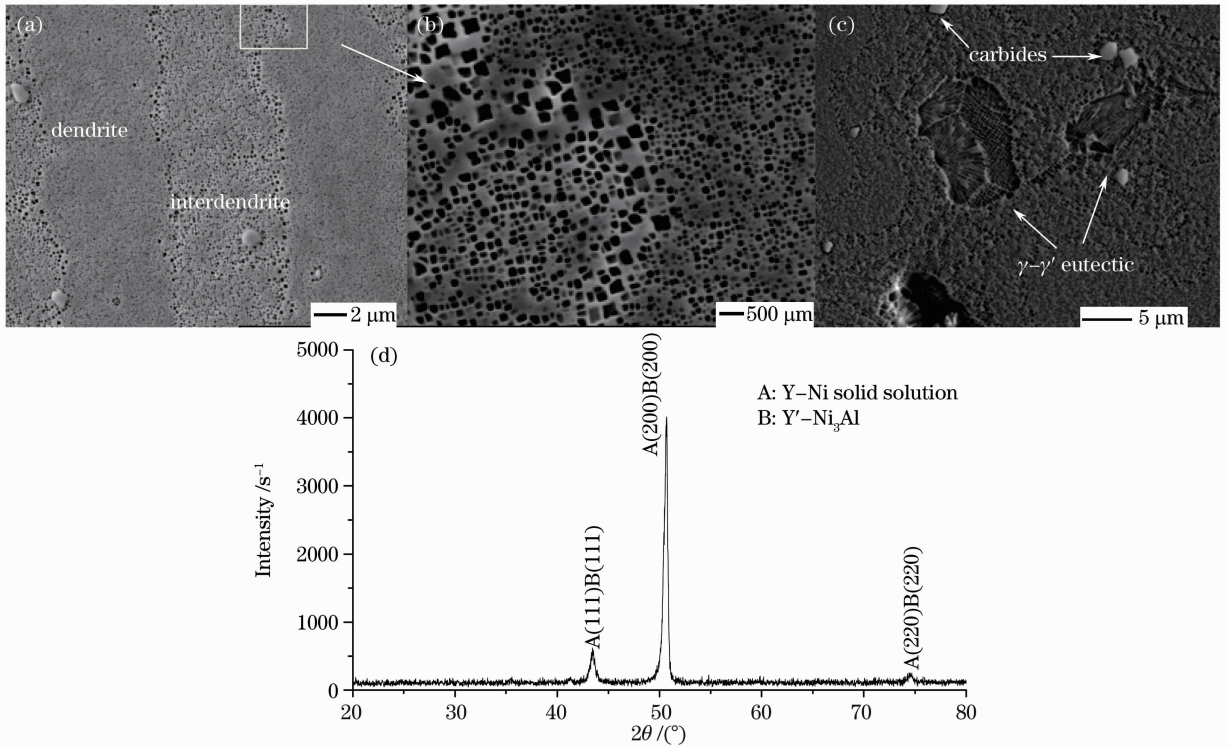 (a)
dendrite
interdendrite
2 μm
(b)
500 μm
(c)
carbides
γ–γ′ eutectic
5 μm
(d)
5000
4000
3000
2000
1000
0
Intensity /s⁻¹
A(111)B(111)
A(200)B(200)
A(220)B(220)
A: Y–Ni solid solution
B: Y′–Ni₃Al
20 30 40 50 60 70 80
2θ /(°)